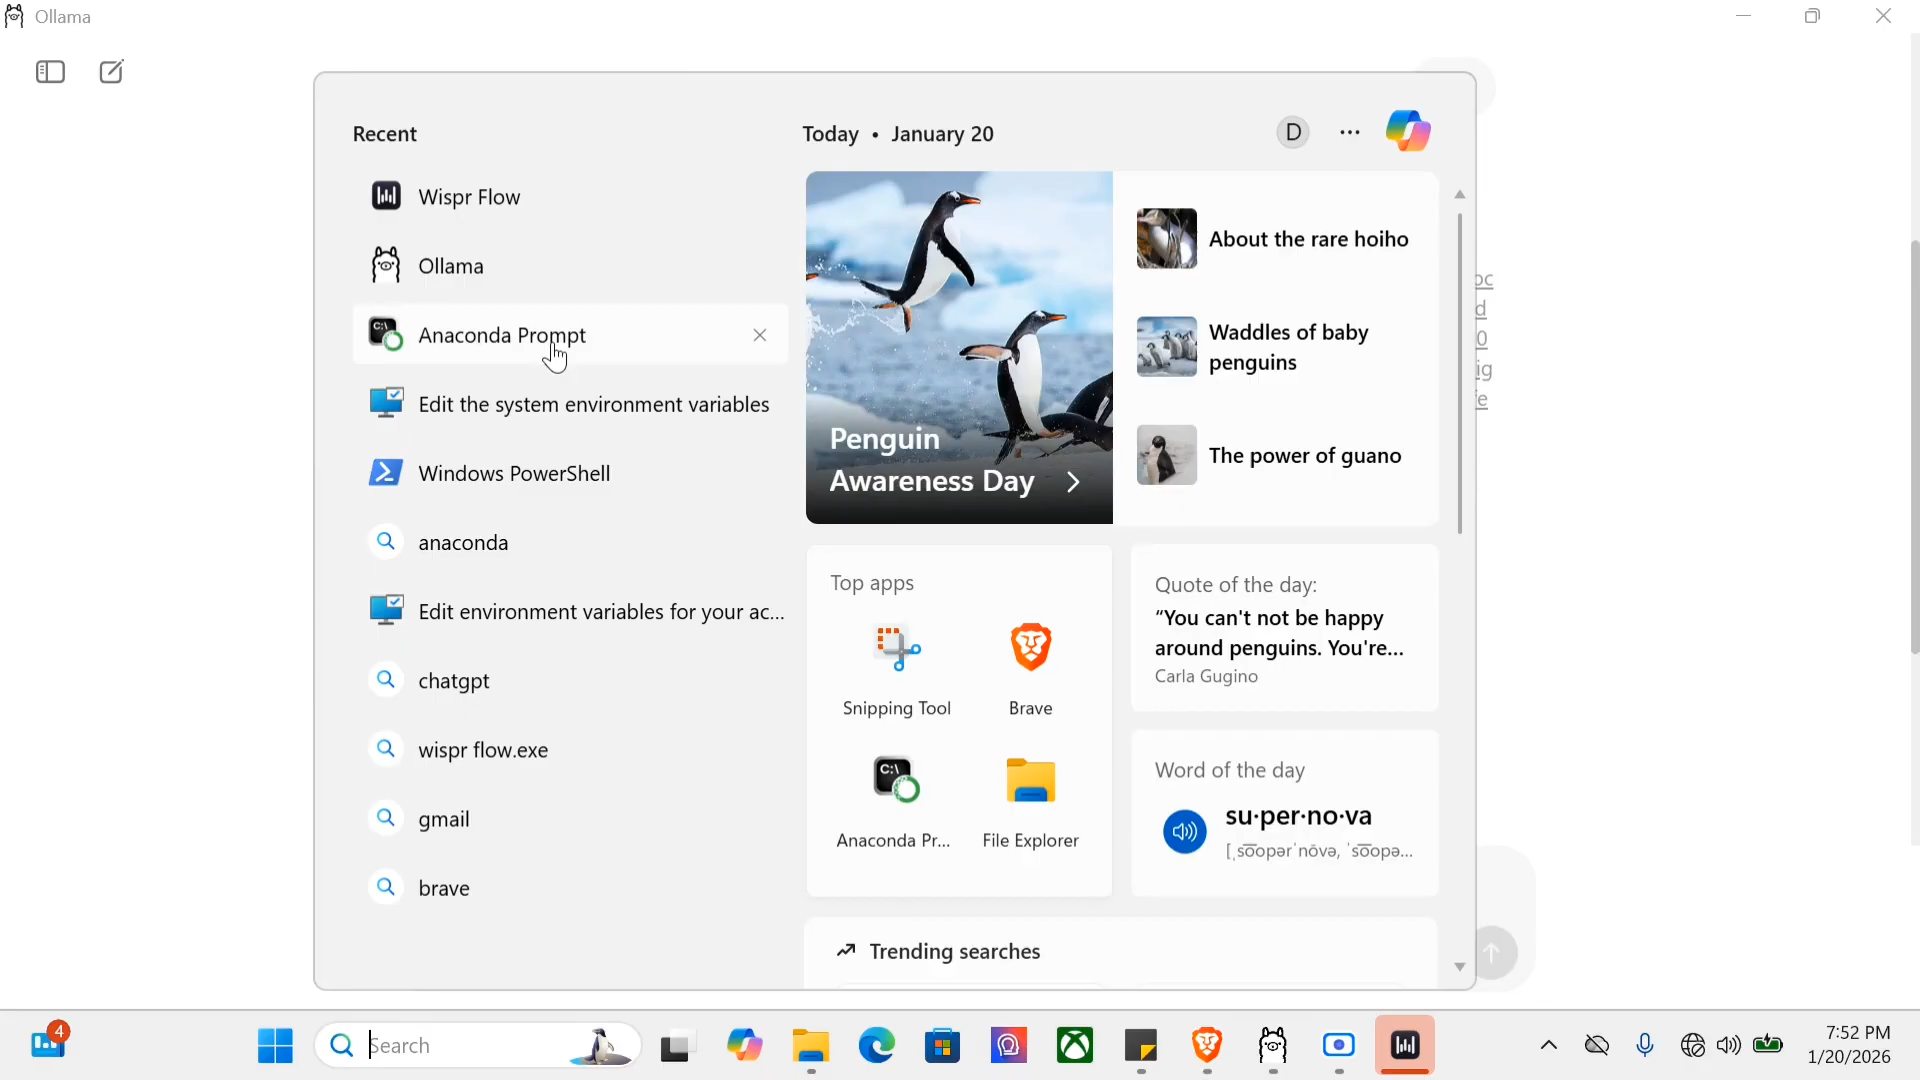 Ollama
Recent
Wispr Flow
Ollama
Anaconda Prompt
Edit the system environment variables
Windows PowerShell
anaconda
Edit environment variables for your ac...
chatgpt
wispr flow.exe
gmail
brave
Today • January 20
D
Penguin
Awareness Day
About the rare hoiho
Waddles of baby
penguins
The power of guano
Top apps
Snipping Tool
Brave
Anaconda Pr...
File Explorer
Quote of the day:
“You can't not be happy
around penguins. You're...
Carla Gugino
Word of the day
su·per·no·va
[ˌso͞opərˈnōvə, ˈso͞opə...
Trending searches
oc
d
0
ig
e
4
Search
7:52 PM
1/20/2026